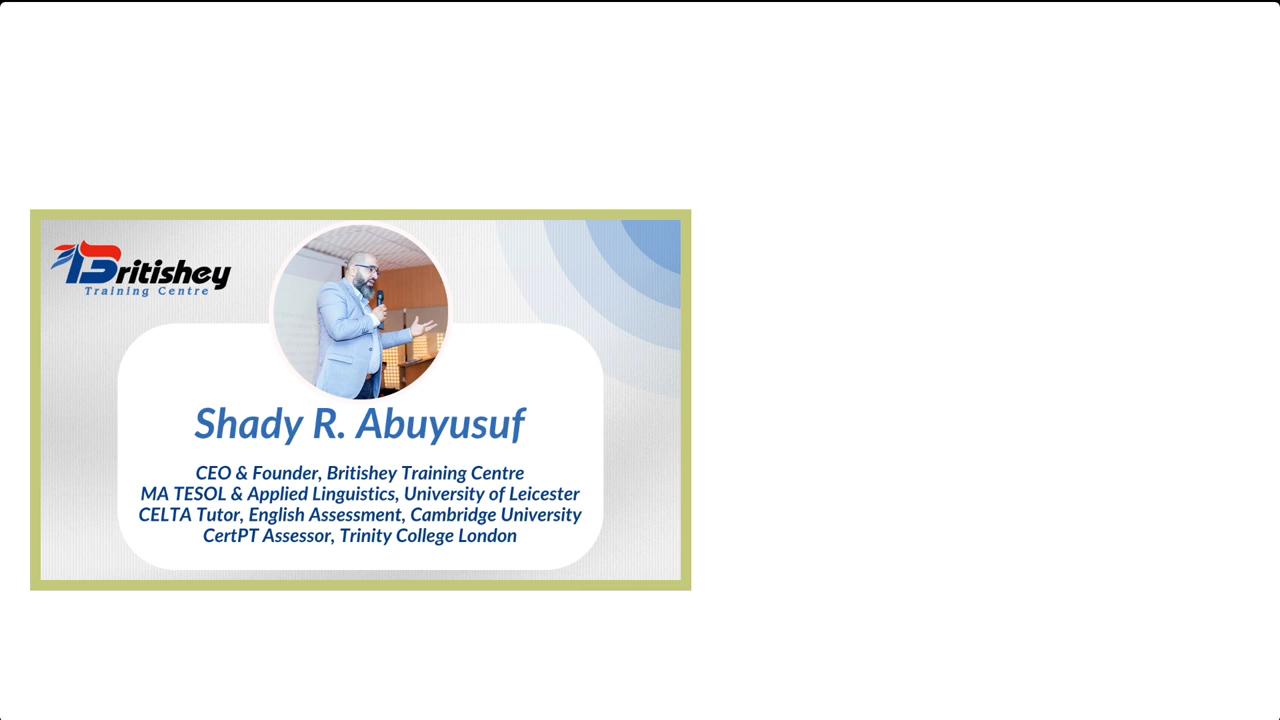 Britishey
Training Centre
Shady R. Abuyusuf
CEO & Founder, Britishey Training Centre
MA TESOL & Applied Linguistics, University of Leicester
CELTA Tutor, English Assessment, Cambridge University
CertPT Assessor, Trinity College London